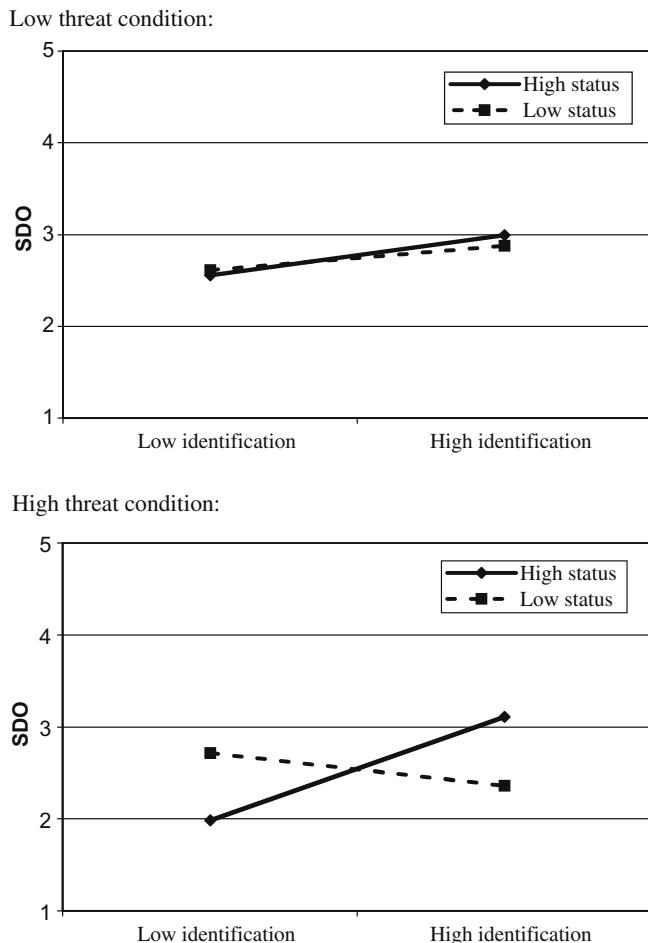 Low threat condition:
5
High status
Low status
4
3
SDO
2
1
Low identification High identification
High threat condition:
5
High status
Low status
4
3
SDO
2
1
Low identification High identification